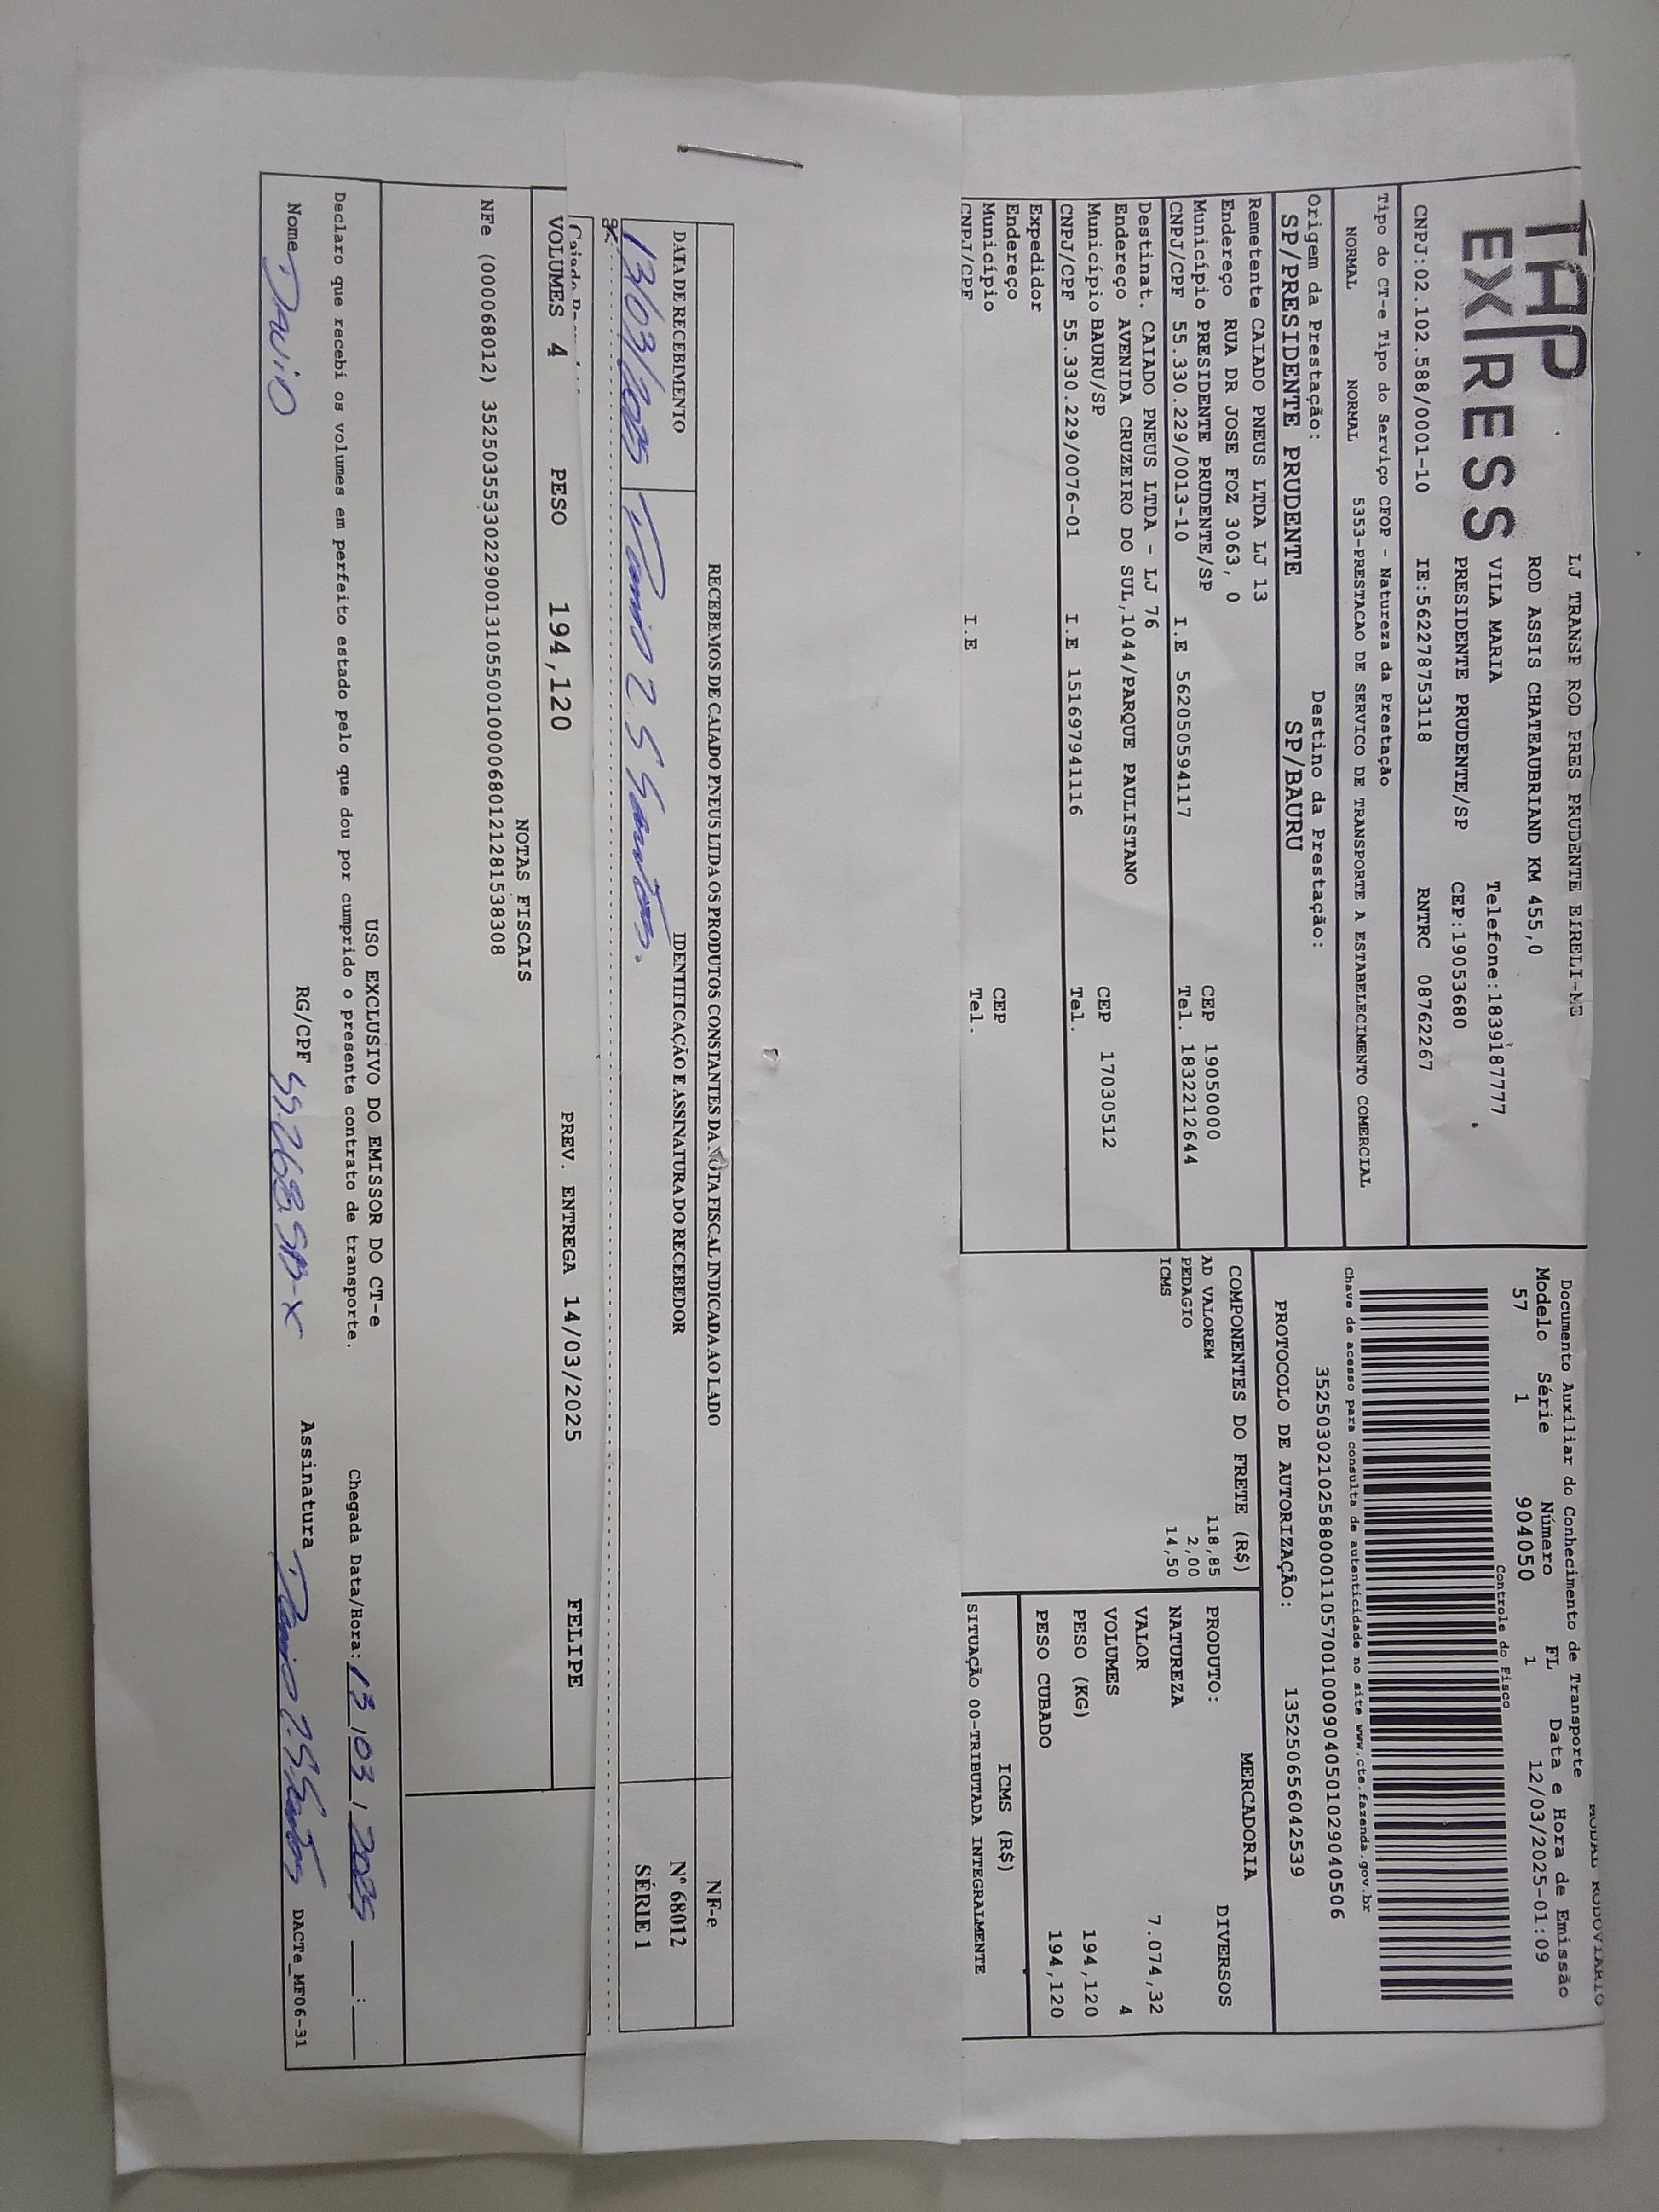 MODAL RODOVIARIO
TAP
EXPRESS
LJ TRANSP ROD PRES PRUDENTE EIRELI-ME
ROD ASSIS CHATEAUBRIAND KM 455,0
VILA MARIA Telefone:1839187777
PRESIDENTE PRUDENTE/SP CEP:19053680
CNPJ:02.102.588/0001-10 IE:562278753118 RNTRC 08762267
Documento Auxiliar do Conhecimento de Transporte
Modelo Série Número FL Data e Hora de Emissão
57 1 904050 1 12/03/2025-01:09
Controle do Fisco
Tipo do CT-e Tipo do Serviço CFOP - Natureza da Prestação
NORMAL NORMAL 5353-PRESTACAO DE SERVICO DE TRANSPORTE A ESTABELECIMENTO COMERCIAL
Chave de acesso para consulta de autenticidade no site www.cte.fazenda.gov.br
35250302102588000110570010009040501029040506
Origem da Prestação: Destino da Prestação:
SP/PRESIDENTE PRUDENTE SP/BAURU
PROTOCOLO DE AUTORIZAÇÃO: 135250656042539
Remetente CAIADO PNEUS LTDA LJ 13
Endereço RUA DR JOSE FOZ 3063, 0
Município PRESIDENTE PRUDENTE/SP CEP 19050000
CNPJ/CPF 55.330.229/0013-10 I.E 562050594117 Tel. 1832212644
Destinat. CAIADO PNEUS LTDA - LJ 76
Endereço AVENIDA CRUZEIRO DO SUL,1044/PARQUE PAULISTANO
Município BAURU/SP CEP 17030512
CNPJ/CPF 55.330.229/0076-01 I.E 151697941116 Tel.
Expedidor
Endereço
Município CEP
CNPJ/CPF I.E Tel.
COMPONENTES DO FRETE (R$)
AD VALOREM 118,85
PEDAGIO 2,00
ICMS 14,50
MERCADORIA
PRODUTO: DIVERSOS
NATUREZA
VALOR 7.074,32
VOLUMES 4
PESO (KG) 194,120
PESO CUBADO 194,120
ICMS (R$)
SITUAÇÃO 00-TRIBUTADA INTEGRALMENTE
RECEBEMOS DE CAIADO PNEUS LTDA OS PRODUTOS CONSTANTES DA NOTA FISCAL INDICADA AO LADO
NF-e
DATA DE RECEBIMENTO IDENTIFICAÇÃO E ASSINATURA DO RECEBEDOR
Nº 68012
SÉRIE 1
13/03/2025 Santos.
VOLUMES 4 PESO 194,120 PREV. ENTREGA 14/03/2025 FELIPE
NOTAS FISCAIS
NFe (000068012) 35250355330229001310550010000680121281538308
USO EXCLUSIVO DO EMISSOR DO CT-e
Declaro que recebi os volumes em perfeito estado pelo que dou por cumprido o presente contrato de transporte. Chegada Data/Hora: 13/03/2025 :
Nome DAViD RG/CPF Assinatura DACTe_MF06-31